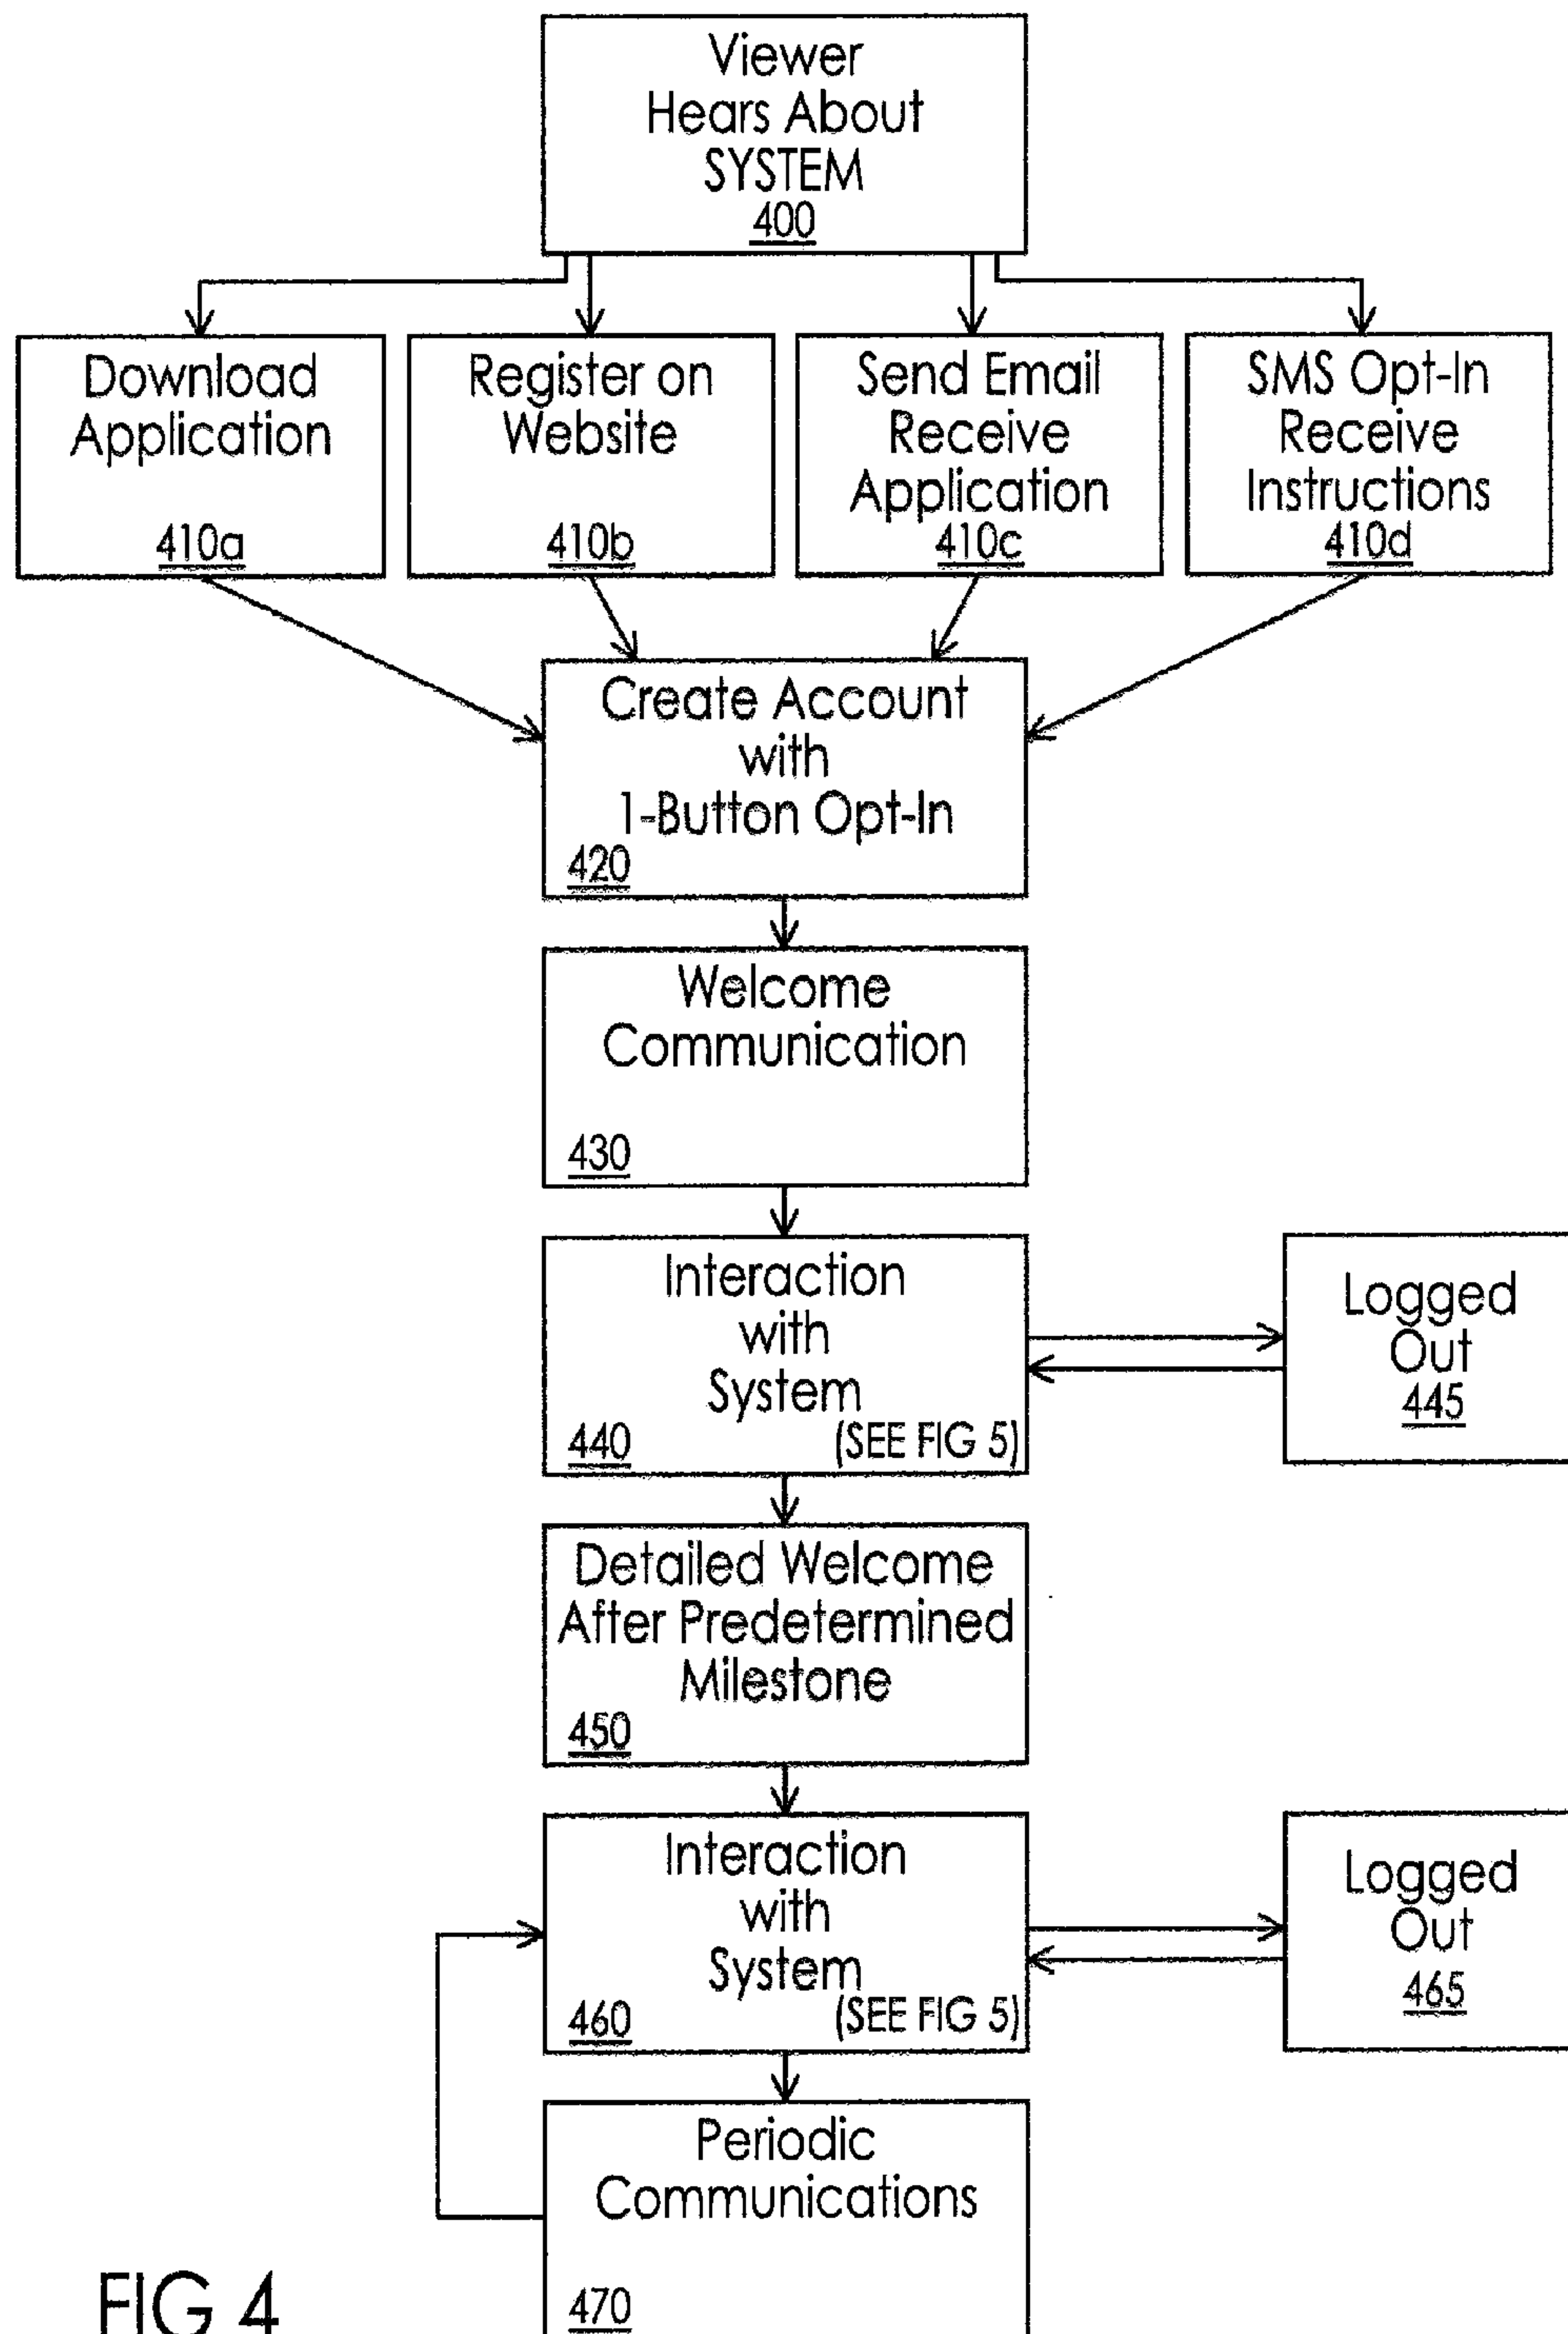 Viewer
Hears About
SYSTEM
400
Download
Application
410a
Register on
Website
410b
Send Email
Receive
Application
410c
SMS Opt-In
Receive
Instructions
410d
Create Account
with
1-Button Opt-In
420
Welcome
Communication
430
Interaction
with
System
(SEE FIG 5)
440
Logged
Out
445
Detailed Welcome
After Predetermined
Milestone
450
Interaction
with
System
(SEE FIG 5)
460
Logged
Out
465
Periodic
Communications
470
FIG 4